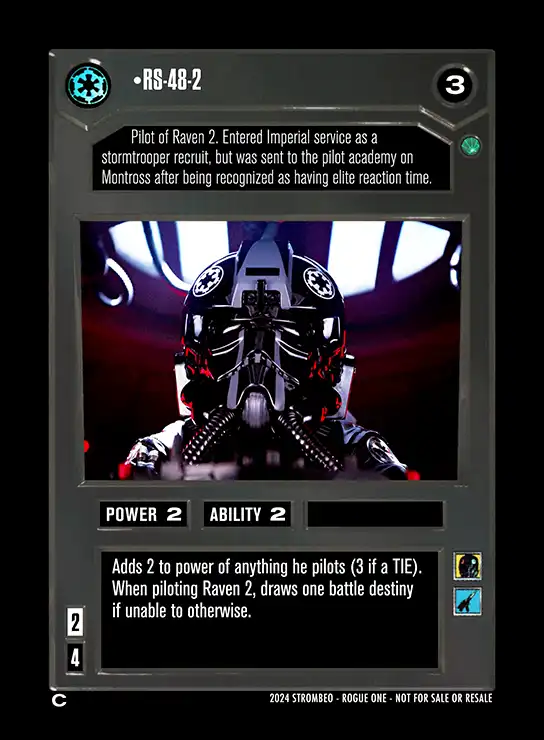 •RS-48-2
3
Pilot of Raven 2. Entered Imperial service as a
stormtrooper recruit, but was sent to the pilot academy on
Montross after being recognized as having elite reaction time.
POWER 2 ABILITY 2
Adds 2 to power of anything he pilots (3 if a TIE).
When piloting Raven 2, draws one battle destiny
if unable to otherwise.
2
4
C
2024 STROMBEO - ROGUE ONE - NOT FOR SALE OR RESALE